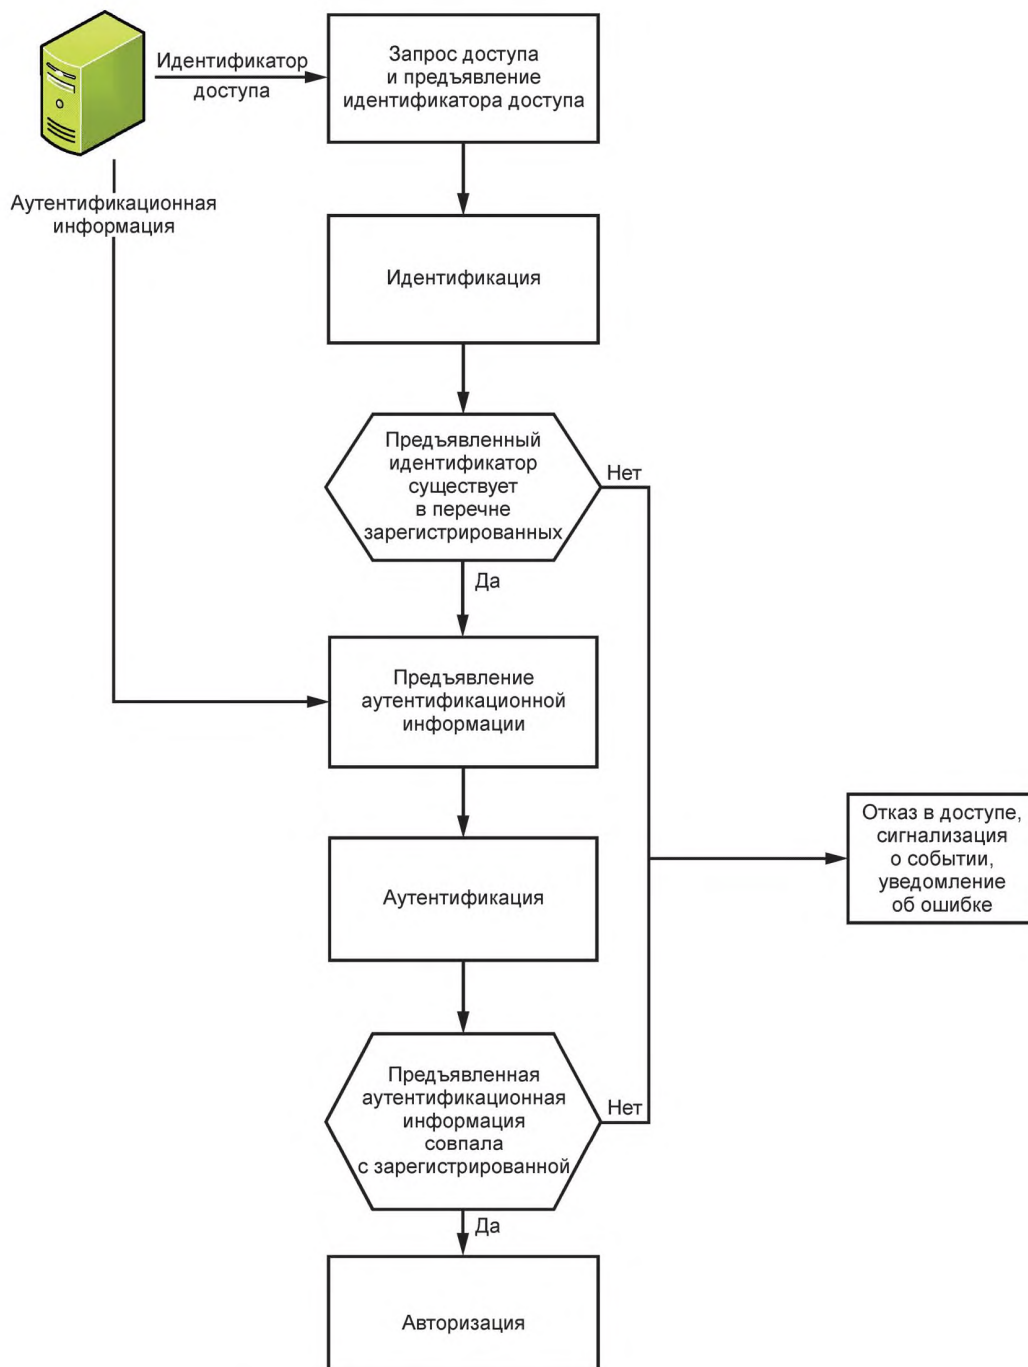 Идентификатор
доступа
Запрос доступа
и предъявление
идентификатора доступа
Аутентификационная
информация
Идентификация
Предъявленный
идентификатор
существует
в перечне
зарегистрированных
Нет
Да
Предъявление
аутентификационной
информации
Отказ в доступе,
сигнализация
о событии,
уведомление
об ошибке
Аутентификация
Предъявленная
аутентификационная
информация
совпала
с зарегистрированной
Нет
Да
Авторизация